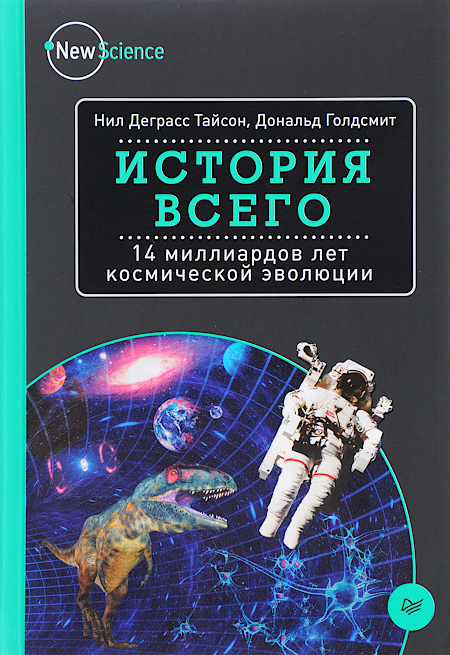 New Science
Нил Деграсс Тайсон, Дональд Голдсмит
ИСТОРИЯ
ВСЕГО
14 миллиардов лет
космической эволюции